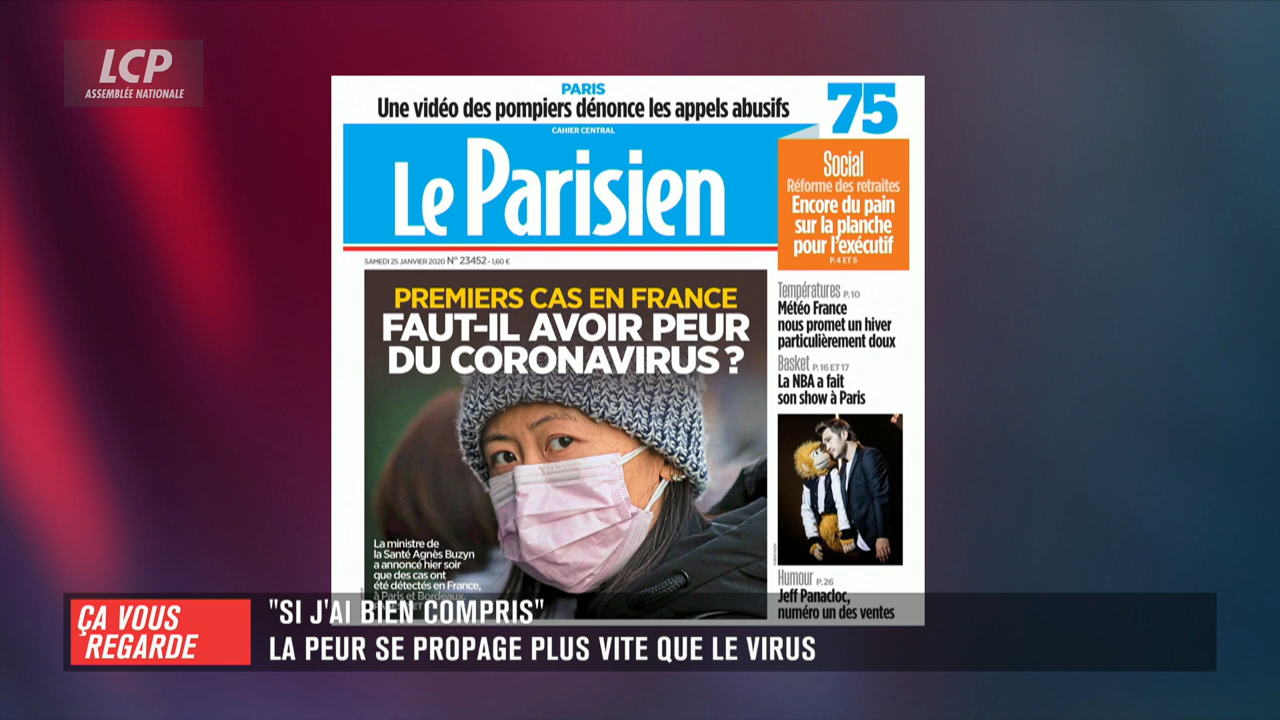 LCP
ASSEMBLÉE NATIONALE
PARIS
Une vidéo des pompiers dénonce les appels abusifs
75
CAHIER CENTRAL
Le Parisien
Social
Réforme des retraites
Encore du pain
sur la planche
pour l'exécutif
P.4 ET 5
SAMEDI 25 JANVIER 2020 N° 23452 - 1,60 €
PREMIERS CAS EN FRANCE
FAUT-IL AVOIR PEUR
DU CORONAVIRUS ?
Températures P.10
Météo France
nous promet un hiver
particulièrement doux
Basket P.16 ET 17
La NBA a fait
son show à Paris
La ministre de
la Santé Agnès Buzyn
a annoncé hier soir
que des cas ont
été détectés en France,
à Paris et Bordeaux.
Humour P.26
Jeff Panacloc,
numéro un des ventes
ÇA VOUS
REGARDE
"SI J'AI BIEN COMPRIS"
LA PEUR SE PROPAGE PLUS VITE QUE LE VIRUS